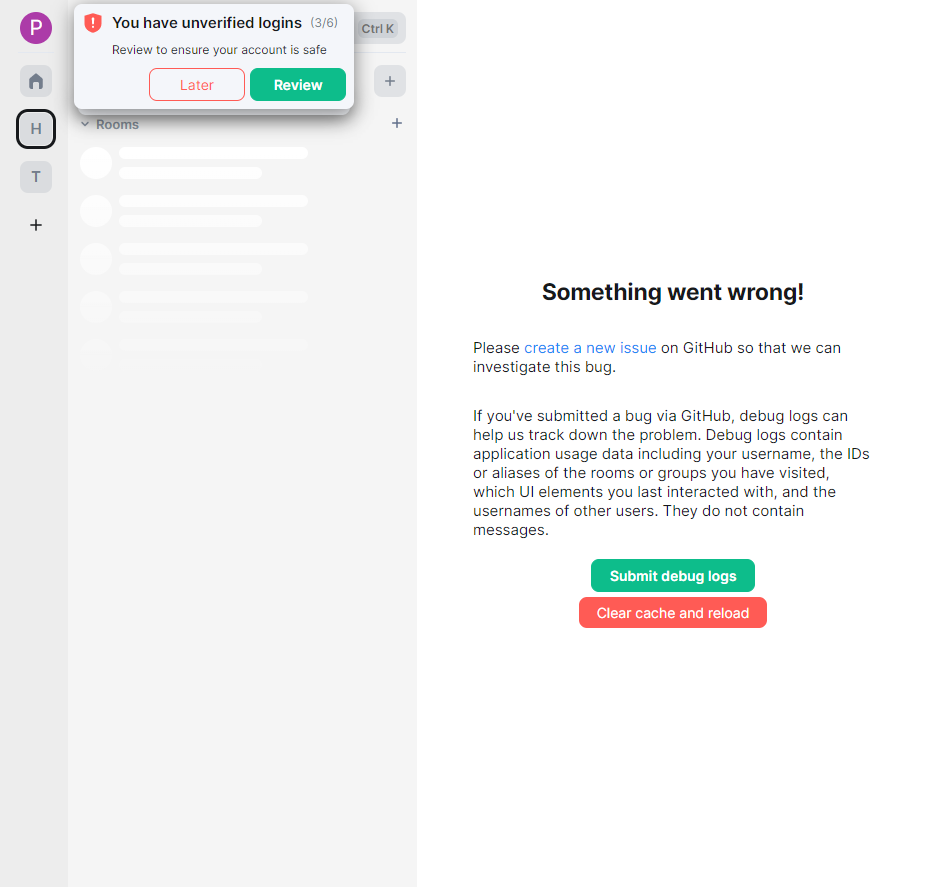 P
You have unverified logins (3/6)
Ctrl K
Review to ensure your account is safe
Later
Review
Rooms
H
T
Something went wrong!
Please create a new issue on GitHub so that we can
investigate this bug.
If you've submitted a bug via GitHub, debug logs can
help us track down the problem. Debug logs contain
application usage data including your username, the IDs
or aliases of the rooms or groups you have visited,
which UI elements you last interacted with, and the
usernames of other users. They do not contain
messages.
Submit debug logs
Clear cache and reload